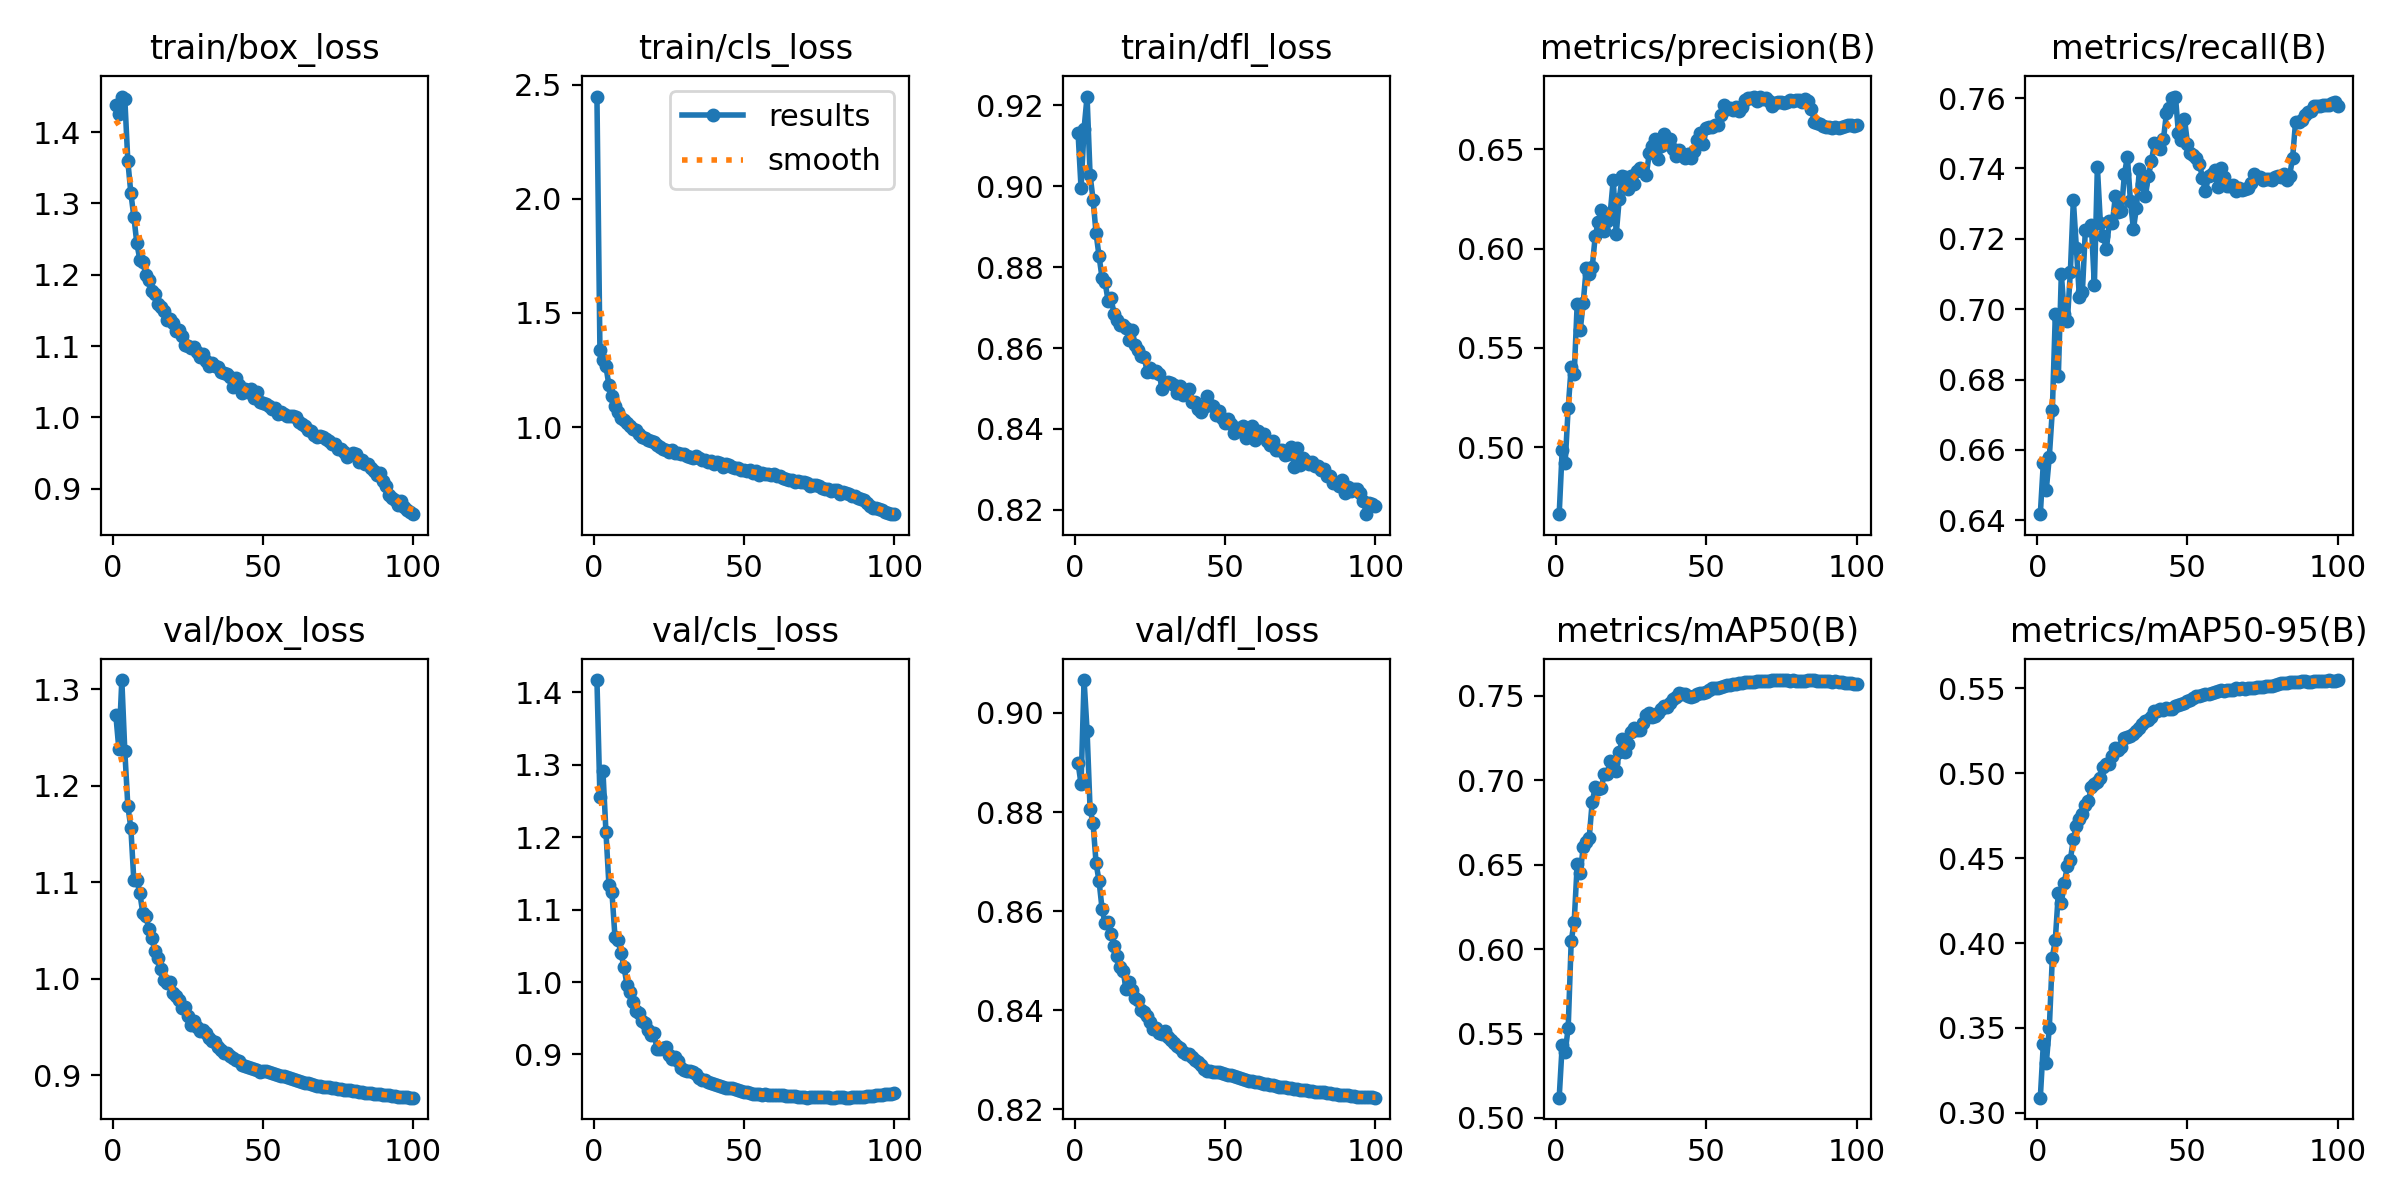 train/box_loss
1.4
1.3
1.2
1.1
1.0
0.9
0 50 100
train/cls_loss
results
smooth
2.5
2.0
1.5
1.0
0 50 100
train/dfl_loss
0.92
0.90
0.88
0.86
0.84
0.82
0 50 100
metrics/precision(B)
0.65
0.60
0.55
0.50
0 50 100
metrics/recall(B)
0.76
0.74
0.72
0.70
0.68
0.66
0.64
0 50 100
val/box_loss
1.3
1.2
1.1
1.0
0.9
0 50 100
val/cls_loss
1.4
1.3
1.2
1.1
1.0
0.9
0 50 100
val/dfl_loss
0.90
0.88
0.86
0.84
0.82
0 50 100
metrics/mAP50(B)
0.75
0.70
0.65
0.60
0.55
0.50
0 50 100
metrics/mAP50-95(B)
0.55
0.50
0.45
0.40
0.35
0.30
0 50 100